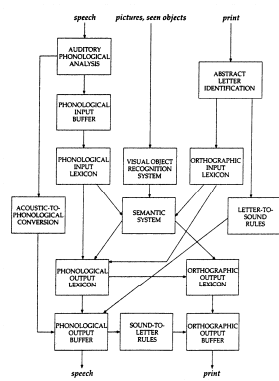 speech pictures, seen objects print
AUDITORY
PHONOLOGICAL
ANALYSIS
ABSTRACT
LETTER
IDENTIFICATION
PHONOLOGICAL
INPUT
BUFFER
PHONOLOGICAL
INPUT
LEXICON
VISUAL OBJECT
RECOGNITION
SYSTEM
ORTHOGRAPHIC
INPUT
LEXICON
ACOUSTIC-TO-
PHONOLOGICAL
CONVERSION
SEMANTIC
SYSTEM
LETTER-TO-
SOUND
RULES
PHONOLOGICAL
OUTPUT
LEXICON
ORTHOGRAPHIC
OUTPUT
LEXICON
PHONOLOGICAL
OUTPUT
BUFFER
SOUND-TO-
LETTER
RULES
ORTHOGRAPHIC
OUTPUT
BUFFER
speech print